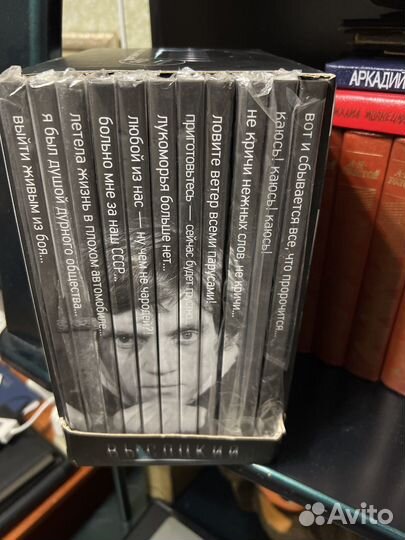 выйти живым из боя...
я был душой дурного общества...
летела жизнь в плохом автомобиле...
больно мне за наш СССР...
любой из нас — ну чем не чародей?
лукоморья больше нет...
приготовьтесь — сейчас будет
ловите ветер всеми парусами!
не кричи нежных слов, не кричи...
каюсь! каюсь! каюсь!
вот и сбывается все, что пророчится...
АРКАДИЙ
Avito